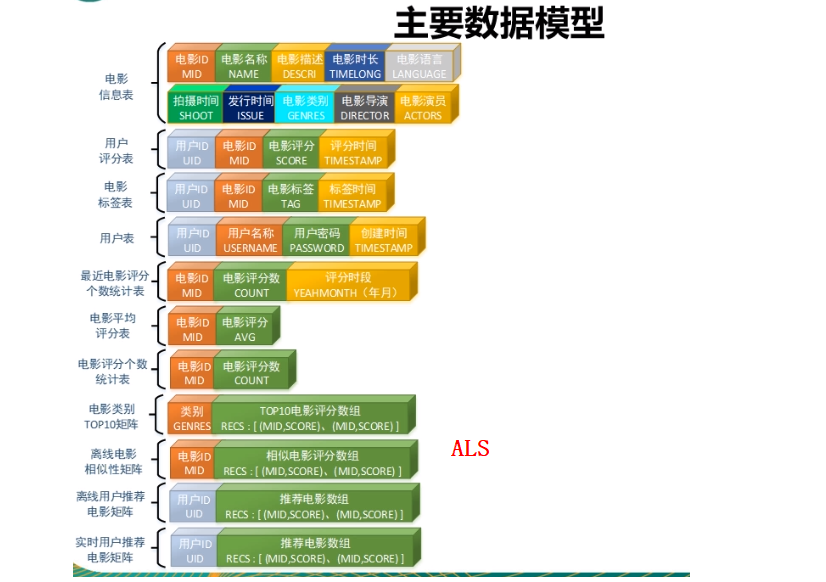 主要数据模型
电影
信息表
电影ID 电影名称 电影描述 电影时长 电影语言
MID NAME DESCRI TIMELONG LANGUAGE
拍摄时间 发行时间 电影类别 电影导演 电影演员
SHOOT ISSUE GENRES DIRECTOR ACTORS
用户
评分表
用户ID 电影ID 电影评分 评分时间
UID MID SCORE TIMESTAMP
电影
标签表
用户ID 电影ID 电影标签 标签时间
UID MID TAG TIMESTAMP
用户表
用户ID 用户名称 用户密码 创建时间
UID USERNAME PASSWORD TIMESTAMP
最近电影评分
个数统计表
电影ID 电影评分数 评分时段
MID COUNT YEAHMONTH（年月）
电影平均
评分表
电影ID 电影评分
MID AVG
电影评分个数
统计表
电影ID 电影评分数
MID COUNT
电影类别
TOP10矩阵
类别 TOP10电影评分数组
GENRES RECS : [ (MID,SCORE)、(MID,SCORE) ]
离线电影
相似性矩阵
电影ID 相似电影评分数组
MID RECS : [ (MID,SCORE)、(MID,SCORE) ]
ALS
离线用户推荐
电影矩阵
用户ID 推荐电影数组
UID RECS : [ (MID,SCORE)、(MID,SCORE) ]
实时用户推荐
电影矩阵
用户ID 推荐电影数组
UID RECS : [ (MID,SCORE)、(MID,SCORE) ]